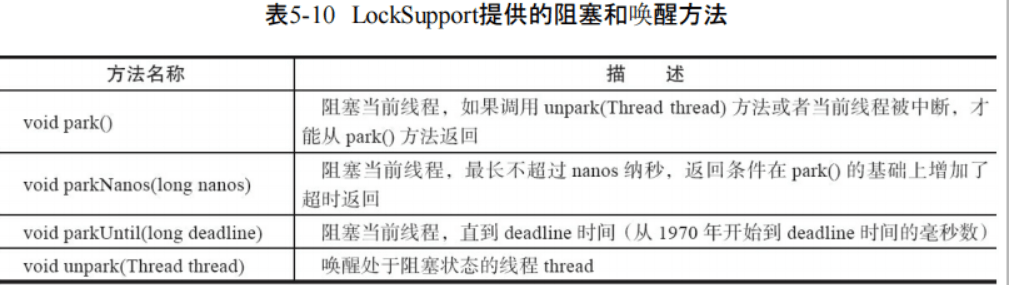 表5-10 LockSupport提供的阻塞和唤醒方法
方法名称 描 述
void park() 阻塞当前线程，如果调用 unpark(Thread thread) 方法或者当前线程被中断，才
能从 park() 方法返回
void parkNanos(long nanos) 阻塞当前线程，最长不超过 nanos 纳秒，返回条件在 park() 的基础上增加了
超时返回
void parkUntil(long deadline) 阻塞当前线程，直到 deadline 时间（从 1970 年开始到 deadline 时间的毫秒数）
void unpark(Thread thread) 唤醒处于阻塞状态的线程 thread